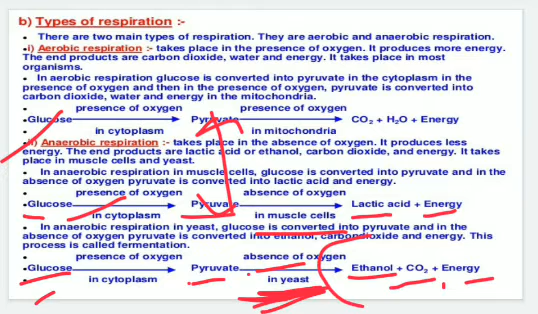 b) Types of respiration :-
• There are two main types of respiration. They are aerobic and anaerobic respiration.
•i) Aerobic respiration :- takes place in the presence of oxygen. It produces more energy.
The end products are carbon dioxide, water and energy. It takes place in most
organisms.
• In aerobic respiration glucose is converted into pyruvate in the cytoplasm in the
presence of oxygen and then in the presence of oxygen, pyruvate is converted into
carbon dioxide, water and energy in the mitochondria.
• presence of oxygen presence of oxygen
•Glucose Pyruvate CO₂ + H₂O + Energy
• in cytoplasm in mitochondria
•ii) Anaerobic respiration :- takes place in the absence of oxygen. It produces less
energy. The end products are lactic acid or ethanol, carbon dioxide, and energy. It takes
place in muscle cells and yeast.
• In anaerobic respiration in muscle cells, glucose is converted into pyruvate and in the
absence of oxygen pyruvate is converted into lactic acid and energy.
• presence of oxygen absence of oxygen
•Glucose Pyruvate Lactic acid + Energy
• in cytoplasm in muscle cells
• In anaerobic respiration in yeast, glucose is converted into pyruvate and in the
absence of oxygen pyruvate is converted into ethanol, carbondioxide and energy. This
process is called fermentation.
• presence of oxygen absence of oxygen
•Glucose Pyruvate Ethanol + CO₂ + Energy
• in cytoplasm in yeast